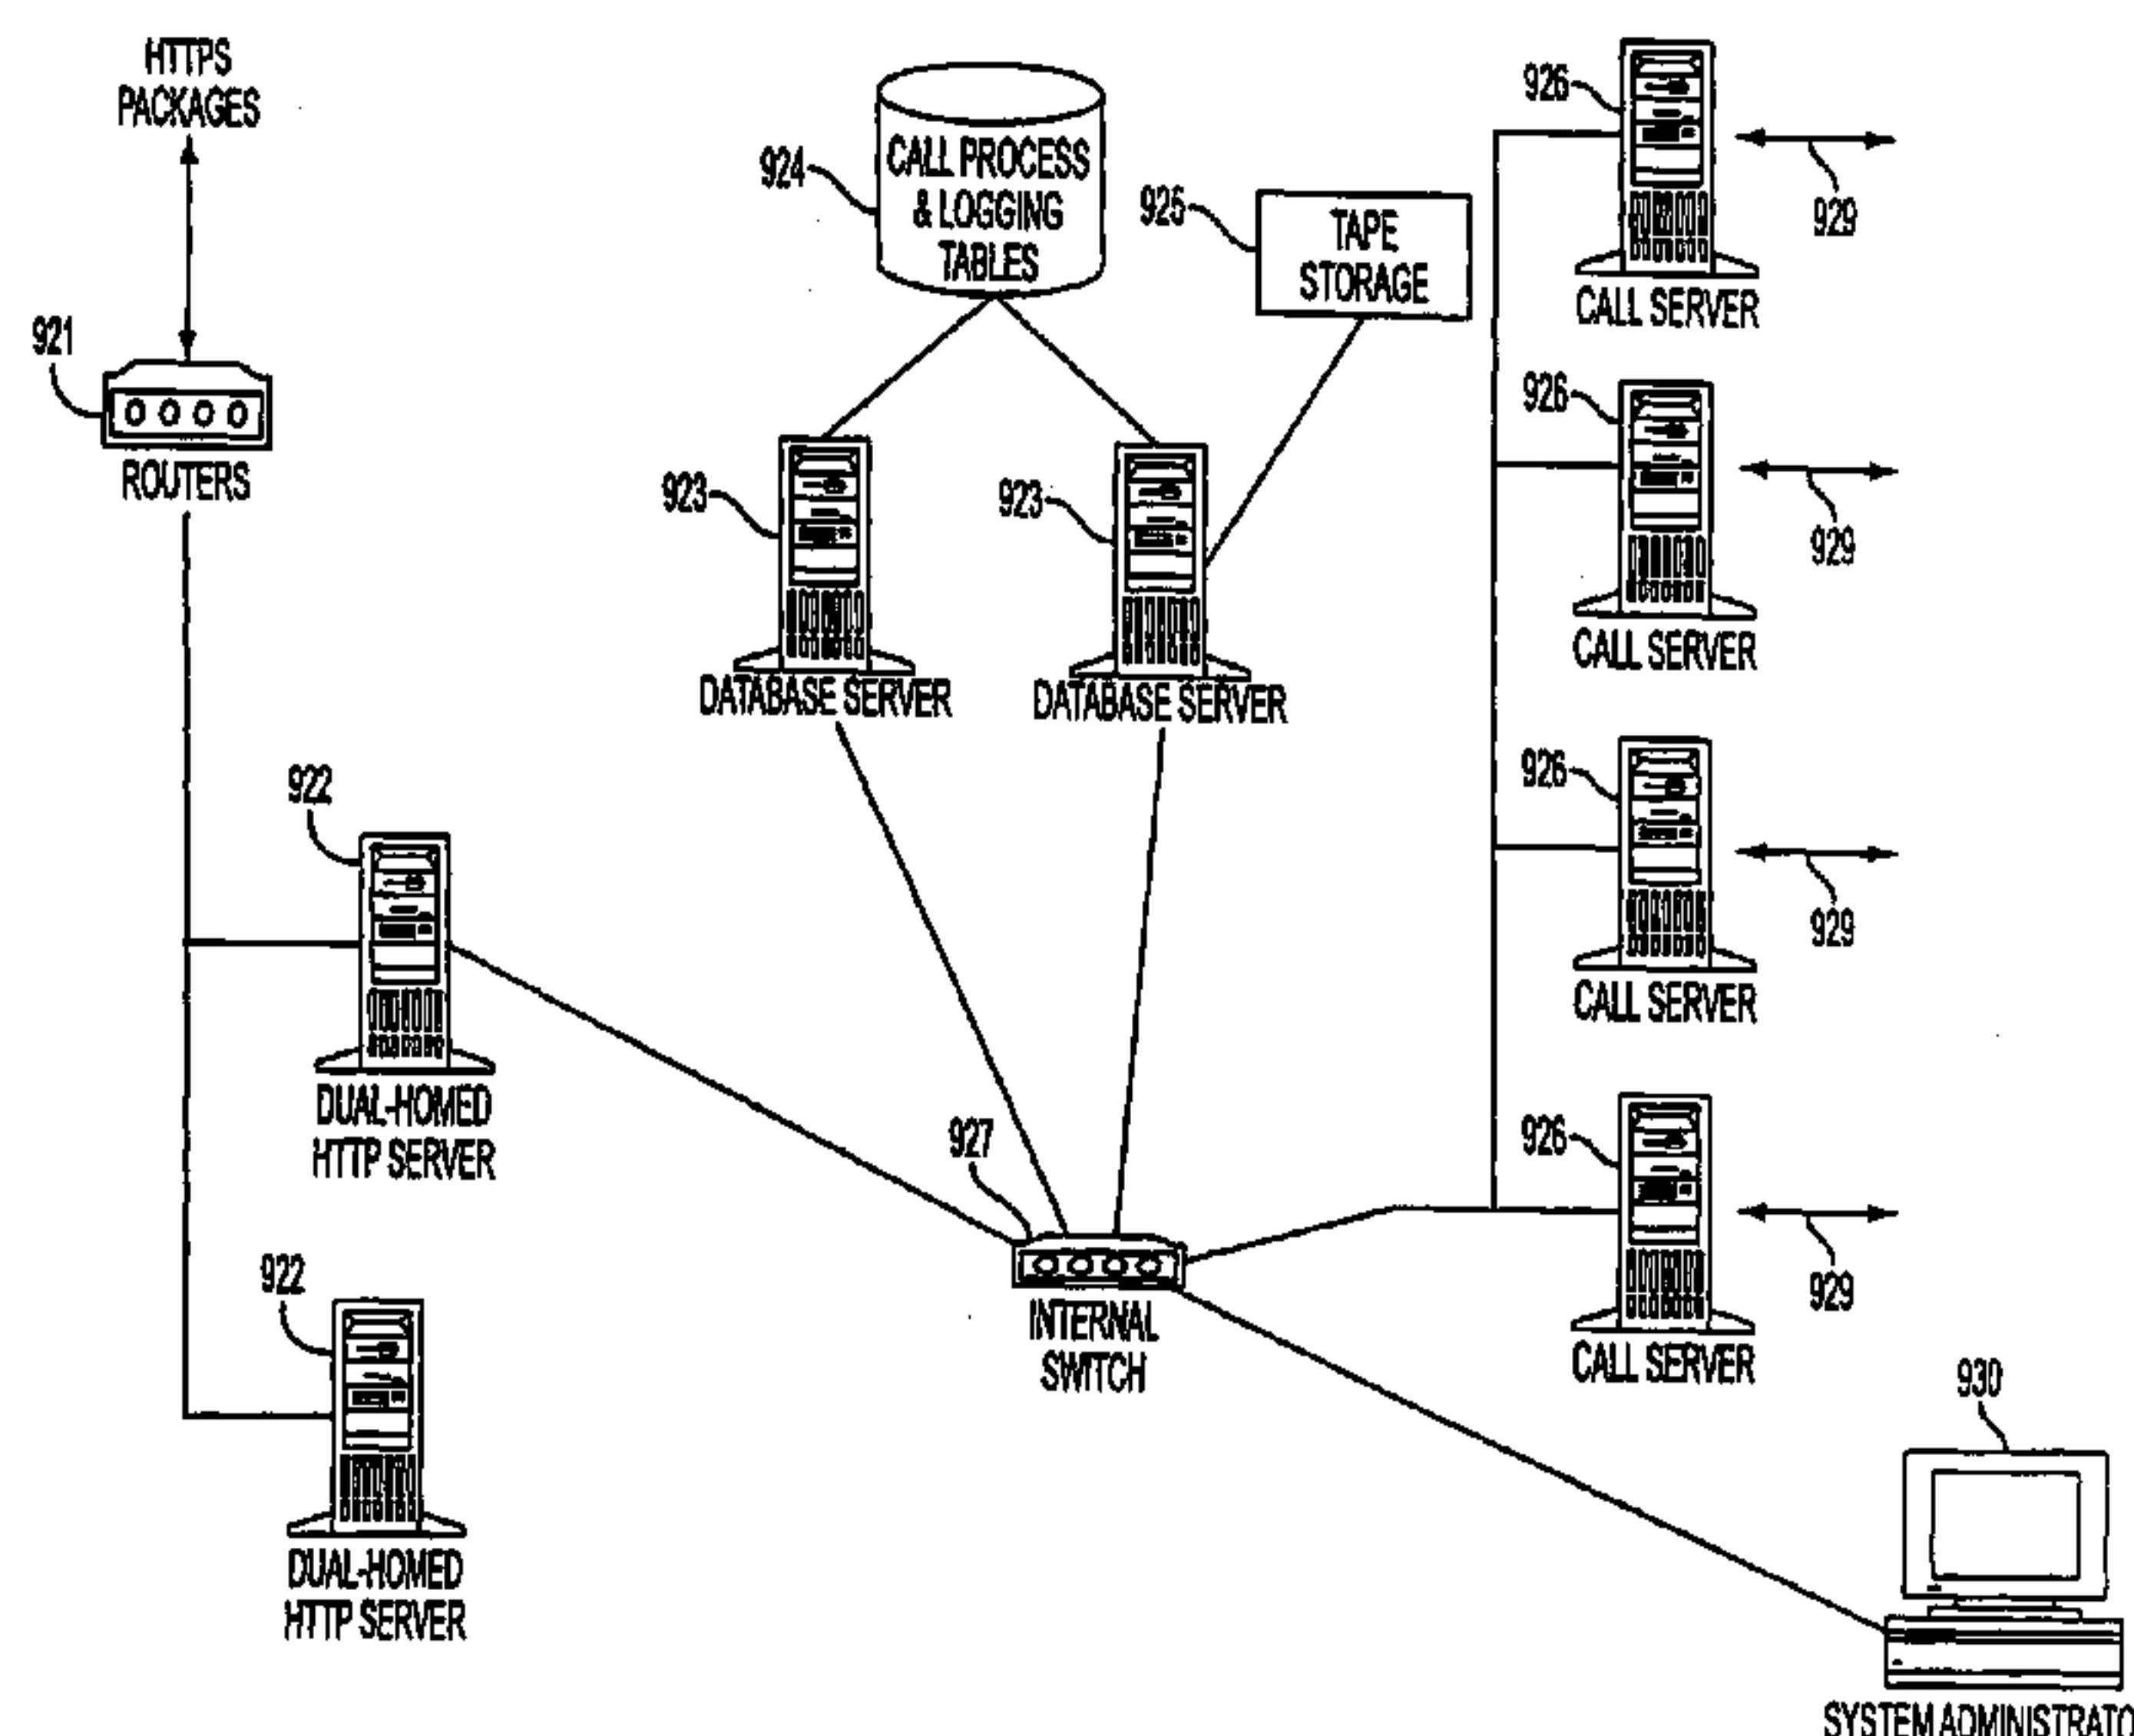 HTTPS
PACKAGES
921
ROUTERS
924
CALL PROCESS
& LOGGING
TABLES
925
TAPE
STORAGE
926
CALL SERVER
929
923
DATABASE SERVER
923
DATABASE SERVER
926
CALL SERVER
929
922
DUAL-HOMED
HTTP SERVER
926
CALL SERVER
929
927
INTERNAL
SWITCH
926
CALL SERVER
929
922
DUAL-HOMED
HTTP SERVER
930
SYSTEM ADMINISTRATO